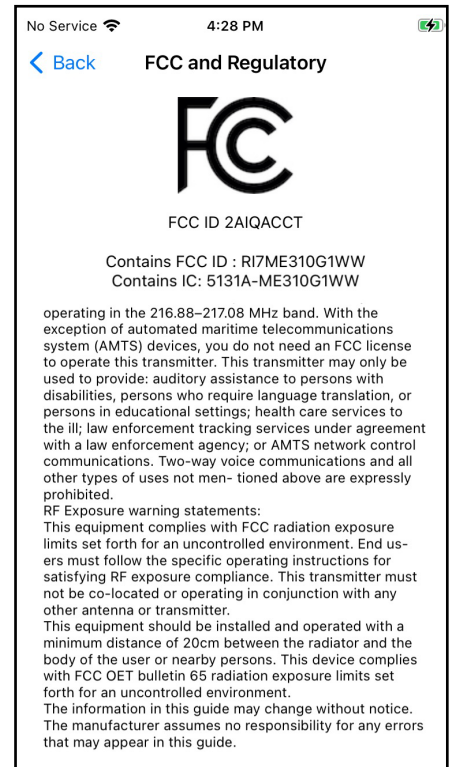 No Service
4:28 PM
Back
FCC and Regulatory
FCC
FCC ID 2AIQACCT
Contains FCC ID : RI7ME310G1WW
Contains IC: 5131A-ME310G1WW
operating in the 216.88–217.08 MHz band. With the
exception of automated maritime telecommunications
system (AMTS) devices, you do not need an FCC license
to operate this transmitter. This transmitter may only be
used to provide: auditory assistance to persons with
disabilities, persons who require language translation, or
persons in educational settings; health care services to
the ill; law enforcement tracking services under agreement
with a law enforcement agency; or AMTS network control
communications. Two-way voice communications and all
other types of uses not men- tioned above are expressly
prohibited.
RF Exposure warning statements:
This equipment complies with FCC radiation exposure
limits set forth for an uncontrolled environment. End us-
ers must follow the specific operating instructions for
satisfying RF exposure compliance. This transmitter must
not be co-located or operating in conjunction with any
other antenna or transmitter.
This equipment should be installed and operated with a
minimum distance of 20cm between the radiator and the
body of the user or nearby persons. This device complies
with FCC OET bulletin 65 radiation exposure limits set
forth for an uncontrolled environment.
The information in this guide may change without notice.
The manufacturer assumes no responsibility for any errors
that may appear in this guide.